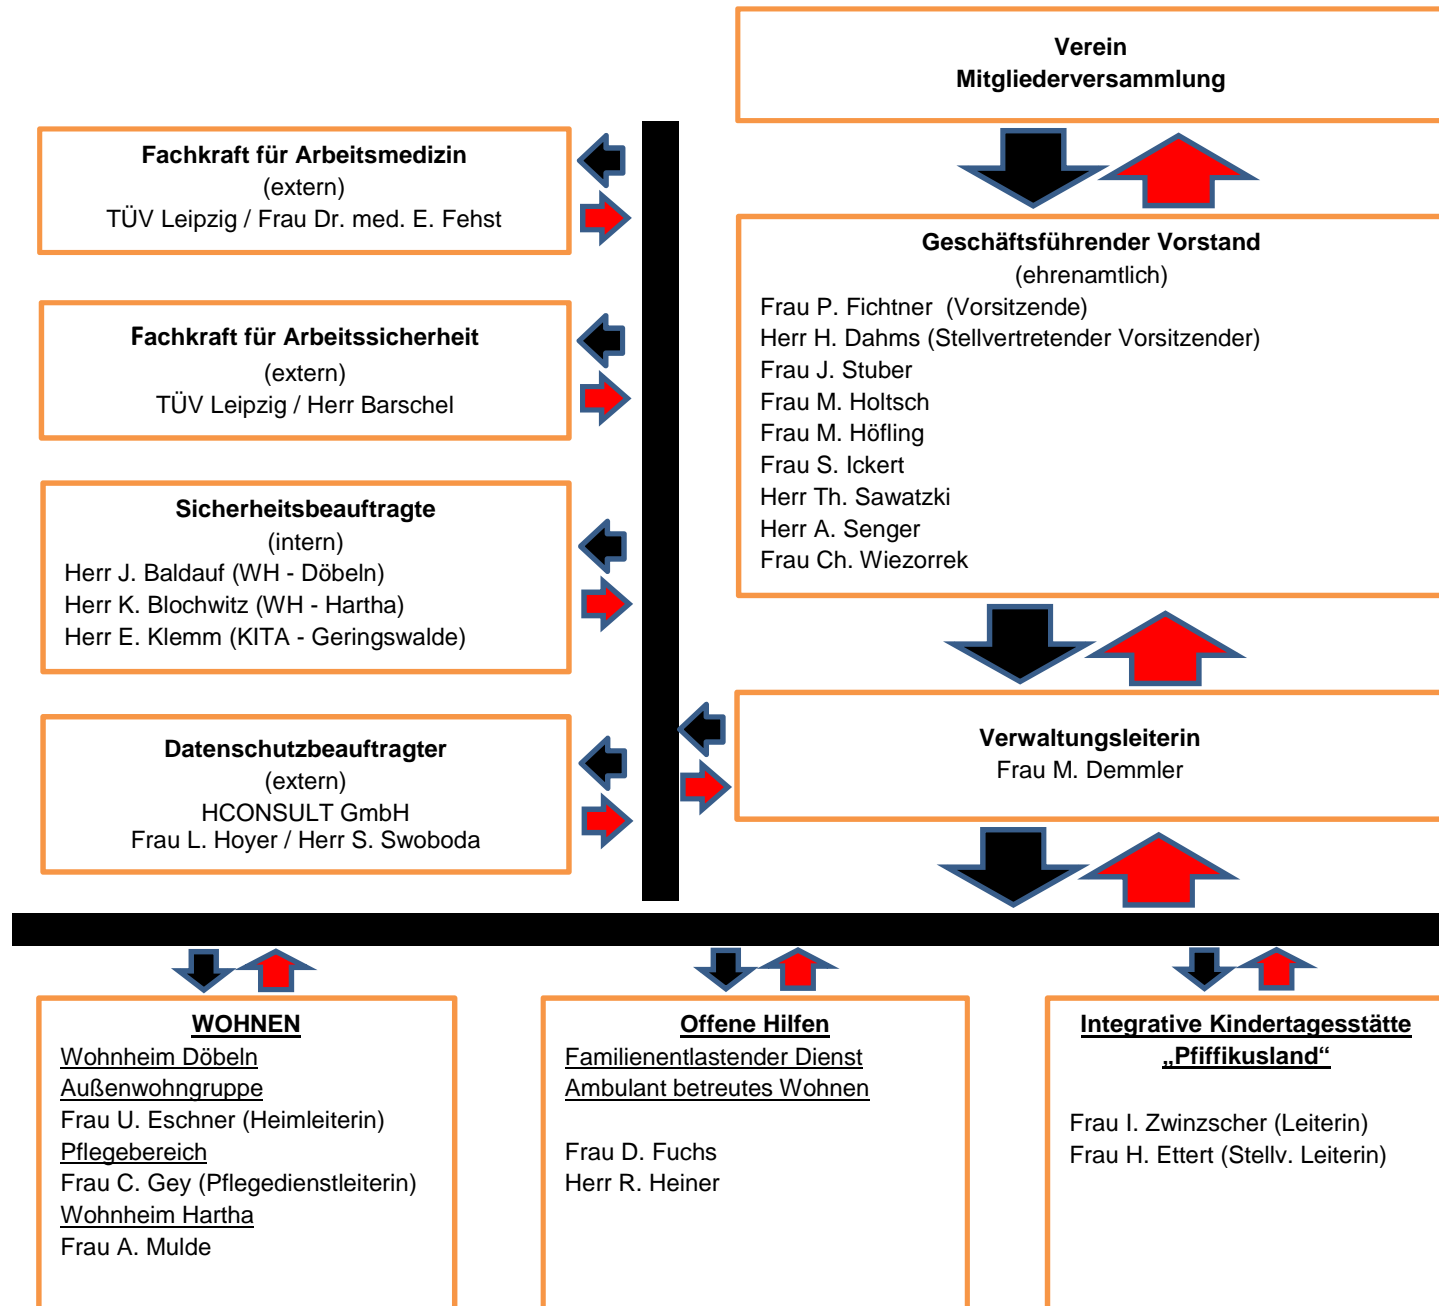 Verein
Mitgliederversammlung
Fachkraft für Arbeitsmedizin
(extern)
TÜV Leipzig / Frau Dr. med. E. Fehst
Geschäftsführender Vorstand
(ehrenamtlich)
Frau P. Fichtner (Vorsitzende)
Herr H. Dahms (Stellvertretender Vorsitzender)
Frau J. Stuber
Frau M. Holtsch
Frau M. Höfling
Frau S. Ickert
Herr Th. Sawatzki
Herr A. Senger
Frau Ch. Wiezorrek
Fachkraft für Arbeitssicherheit
(extern)
TÜV Leipzig / Herr Barschel
Sicherheitsbeauftragte
(intern)
Herr J. Baldauf (WH - Döbeln)
Herr K. Blochwitz (WH - Hartha)
Herr E. Klemm (KITA - Geringswalde)
Datenschutzbeauftragter
(extern)
HCONSULT GmbH
Frau L. Hoyer / Herr S. Swoboda
Verwaltungsleiterin
Frau M. Demmler
WOHNEN
Wohnheim Döbeln
Außenwohngruppe
Frau U. Eschner (Heimleiterin)
Pflegebereich
Frau C. Gey (Pflegedienstleiterin)
Wohnheim Hartha
Frau A. Mulde
Offene Hilfen
Familienentlastender Dienst
Ambulant betreutes Wohnen
Frau D. Fuchs
Herr R. Heiner
Integrative Kindertagesstätte
„Pfiffikusland“
Frau I. Zwinzscher (Leiterin)
Frau H. Ettert (Stellv. Leiterin)